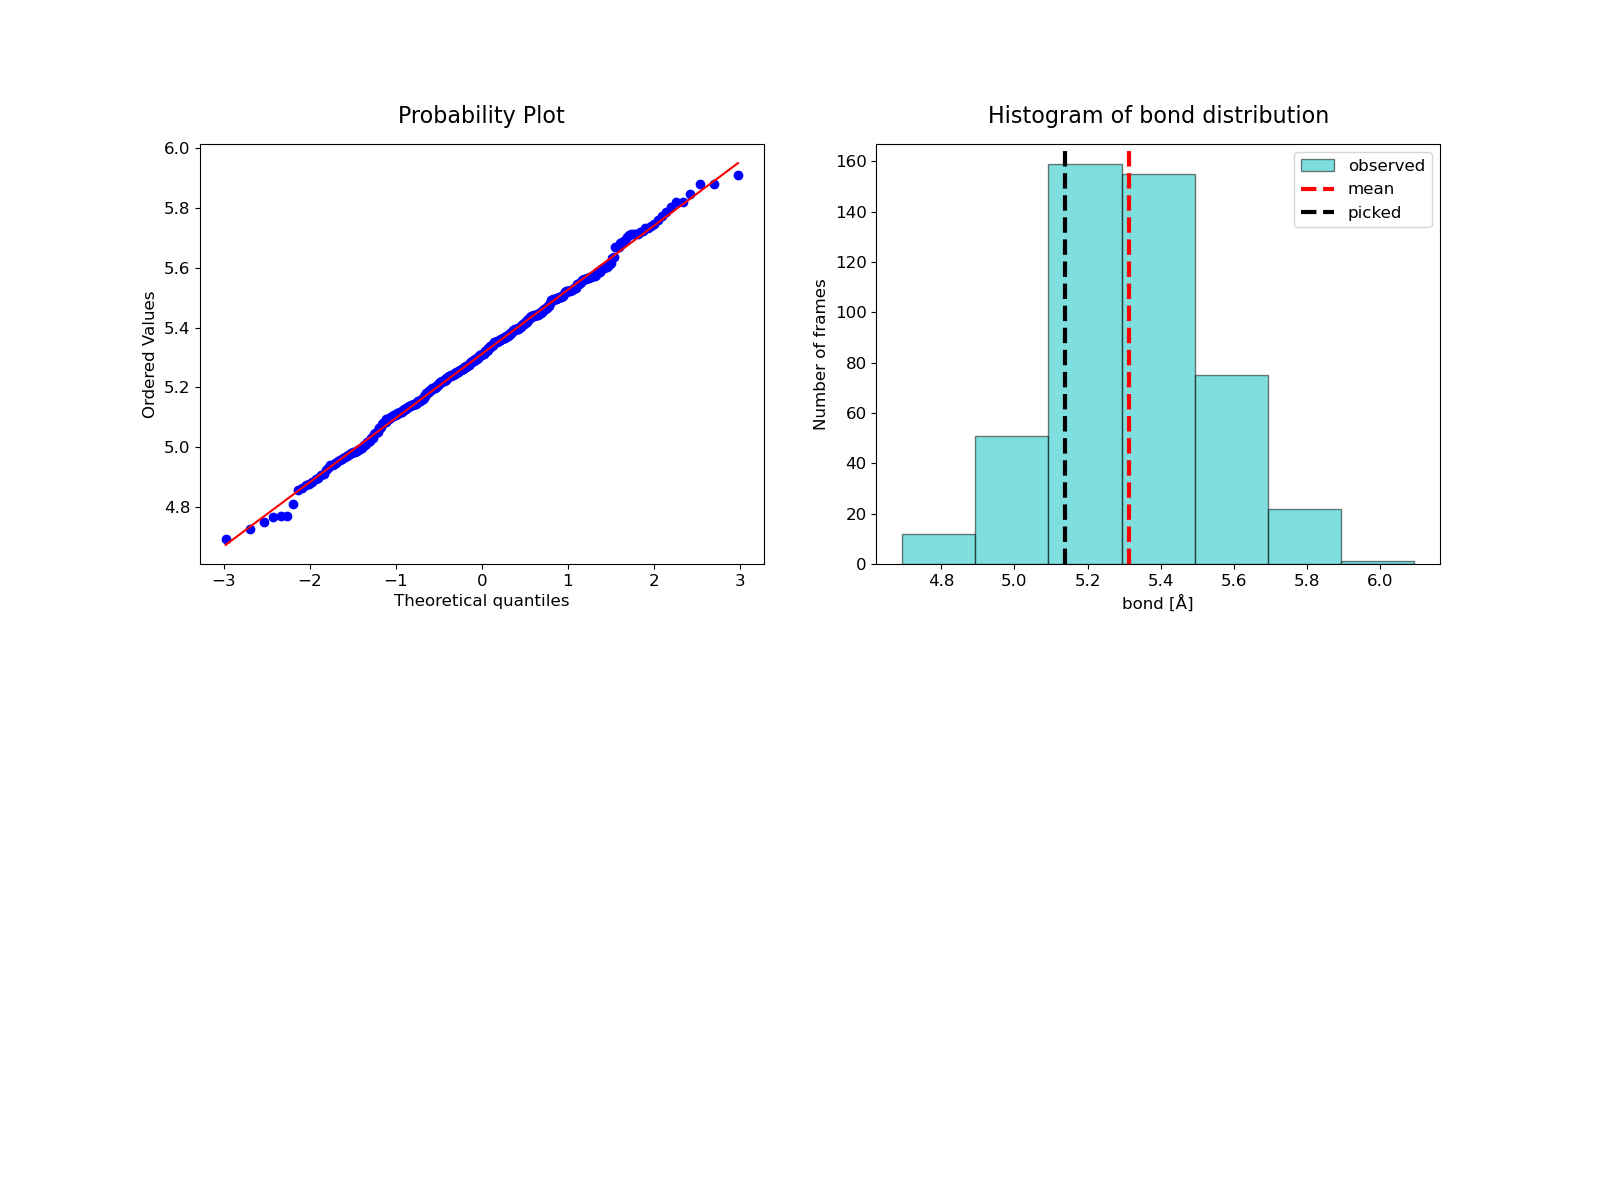 Probability Plot
6.0
5.8
5.6
5.4
5.2
5.0
4.8
Ordered Values
−3 −2 −1 0 1 2 3
Theoretical quantiles
Histogram of bond distribution
160
140
120
100
80
60
40
20
0
Number of frames
4.8 5.0 5.2 5.4 5.6 5.8 6.0
bond [Å]
observed
mean
picked